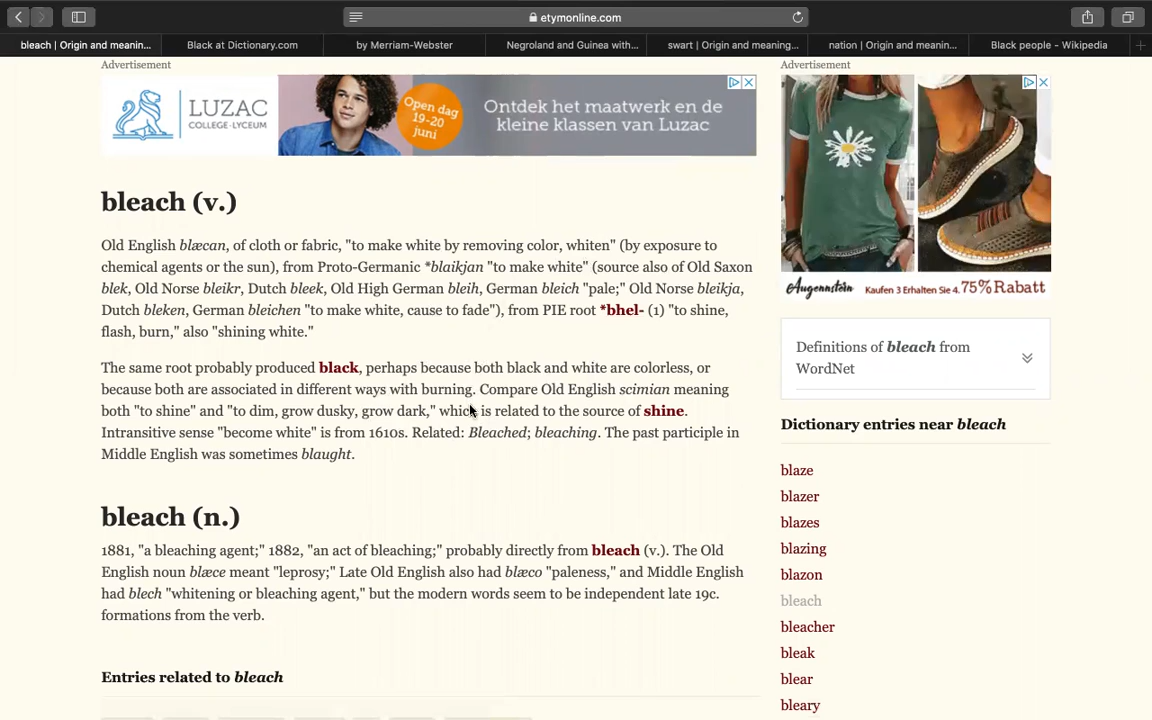 etymonline.com
bleach | Origin and meanin...
Black at Dictionary.com
by Merriam-Webster
Negroland and Guinea with...
swart | Origin and meaning...
nation | Origin and meanin...
Black people - Wikipedia
Advertisement
LUZAC
COLLEGE·LYCEUM
Open dag
19-20
juni
Ontdek het maatwerk en de
kleine klassen van Luzac
bleach (v.)
Old English blæcan, of cloth or fabric, "to make white by removing color, whiten" (by exposure to
chemical agents or the sun), from Proto-Germanic *blaikjan "to make white" (source also of Old Saxon
blek, Old Norse bleikr, Dutch bleek, Old High German bleih, German bleich "pale;" Old Norse bleikja,
Dutch bleken, German bleichen "to make white, cause to fade"), from PIE root *bhel- (1) "to shine,
flash, burn," also "shining white."
The same root probably produced black, perhaps because both black and white are colorless, or
because both are associated in different ways with burning. Compare Old English scimian meaning
both "to shine" and "to dim, grow dusky, grow dark," which is related to the source of shine.
Intransitive sense "become white" is from 1610s. Related: Bleached; bleaching. The past participle in
Middle English was sometimes blaught.
bleach (n.)
1881, "a bleaching agent;" 1882, "an act of bleaching;" probably directly from bleach (v.). The Old
English noun blæce meant "leprosy;" Late Old English also had blæco "paleness," and Middle English
had blech "whitening or bleaching agent," but the modern words seem to be independent late 19c.
formations from the verb.
Entries related to bleach
Advertisement
Augennstern
Kaufen 3 Erhalten Sie 4. 75% Rabatt
Definitions of bleach from
WordNet
Dictionary entries near bleach
blaze
blazer
blazes
blazing
blazon
bleach
bleacher
bleak
blear
bleary